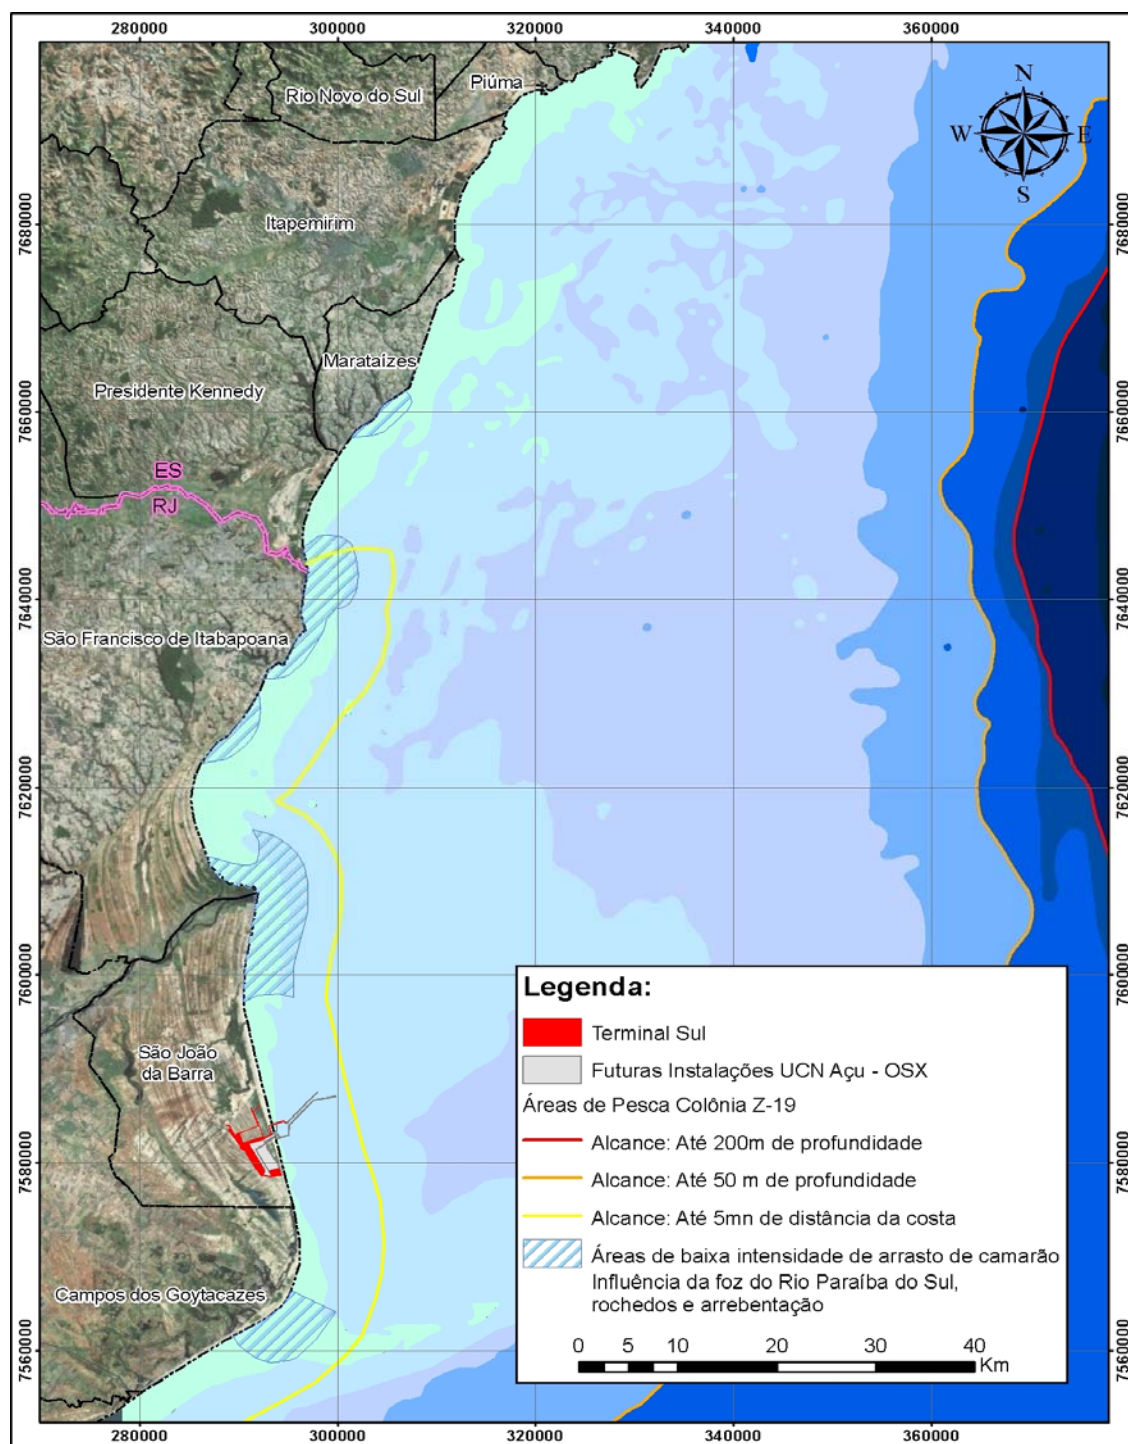 280000 300000 320000 340000 360000
N
W E
S
Piúma
Rio Novo do Sul
Itapemirim
7680000 7680000
Marataízes
Presidente Kennedy
7660000 7660000
ES
RJ
7640000 7640000
São Francisco de Itabapoana
7620000 7620000
7600000 7600000
Legenda:
Terminal Sul
Futuras Instalações UCN Açu - OSX
Áreas de Pesca Colônia Z-19
Alcance: Até 200m de profundidade
Alcance: Até 50 m de profundidade
Alcance: Até 5mn de distância da costa
Áreas de baixa intensidade de arrasto de camarão
Influência da foz do Rio Paraíba do Sul,
rochedos e arrebentação
0 5 10 20 30 40
Km
São João
da Barra
7580000 7580000
Campos dos Goytacazes
7560000 7560000
280000 300000 320000 340000 360000